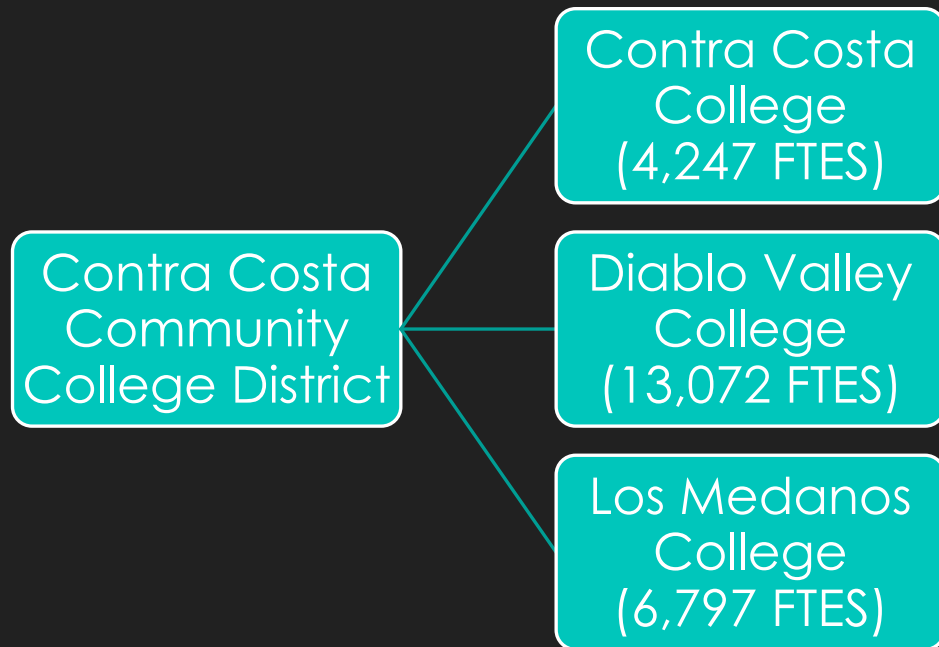 Contra Costa
Community
College District
Contra Costa
College
(4,247 FTES)
Diablo Valley
College
(13,072 FTES)
Los Medanos
College
(6,797 FTES)